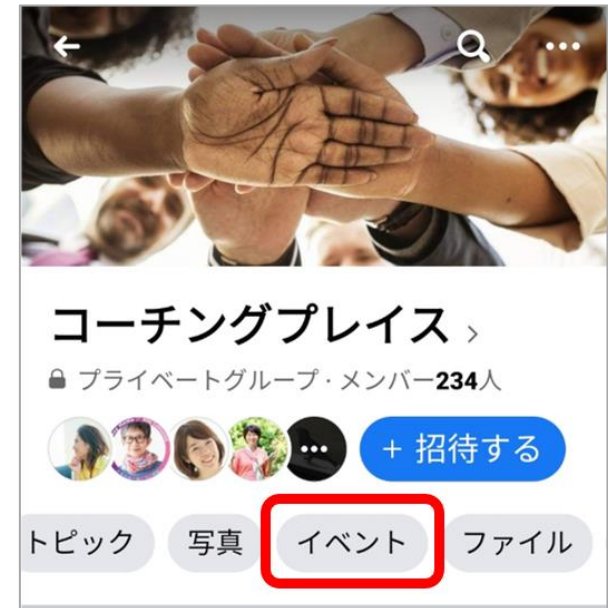 コーチングプレイス
プライベートグループ · メンバー234人
+ 招待する
トピック 写真 イベント ファイル